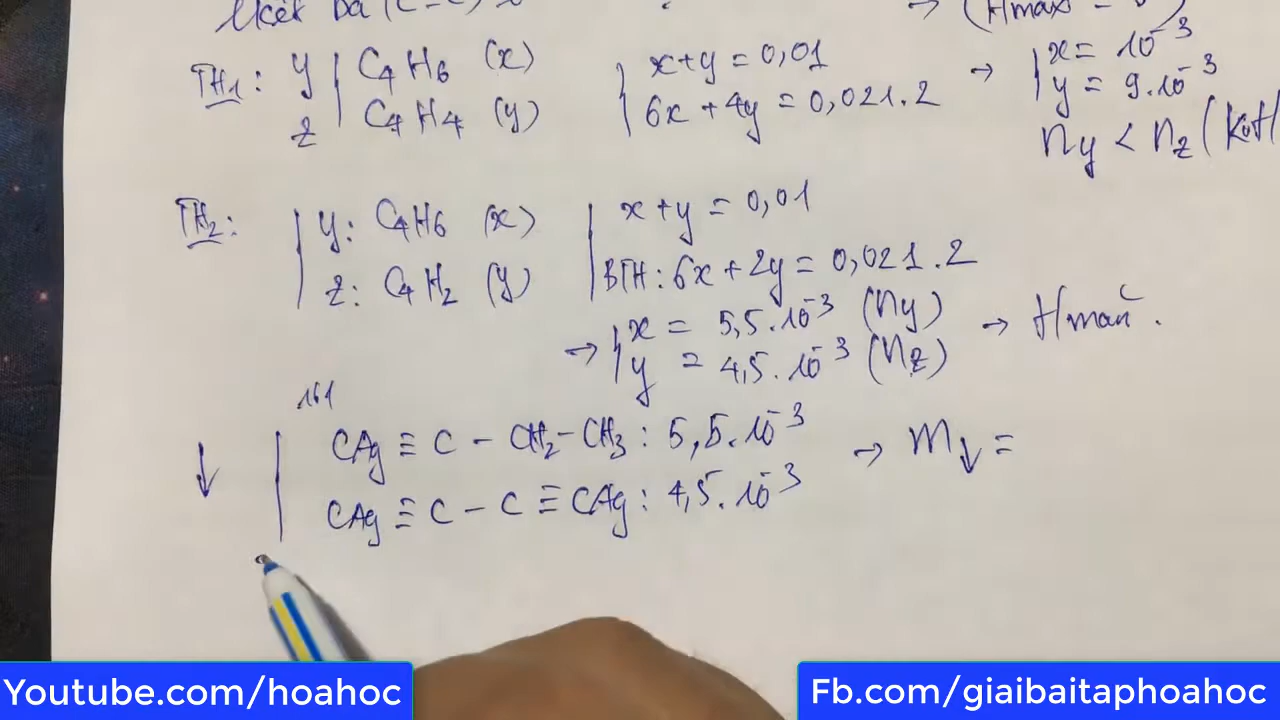 → (Hmax
TH1: y | C4H6 (x) | x+y = 0,01 → | x = 10⁻³
z | C4H4 (y) | 6x + 4y = 0,021.2 | y = 9.10⁻³
ny < nz (
TH2: | y: C4H6 (x) | x+y = 0,01
| z: C4H2 (y) | BTH: 6x + 2y = 0,021.2
→ | x = 5,5.10⁻³ (ny) → Hmax.
| y = 4,5.10⁻³ (nz)
161
↓ | CAg ≡ C - CH2-CH3 : 5,5.10⁻³ → m↓ =
| CAg ≡ C - C ≡ CAg : 4,5.10⁻³
Youtube.com/hoahoc
Fb.com/giaibaitaphoahoc